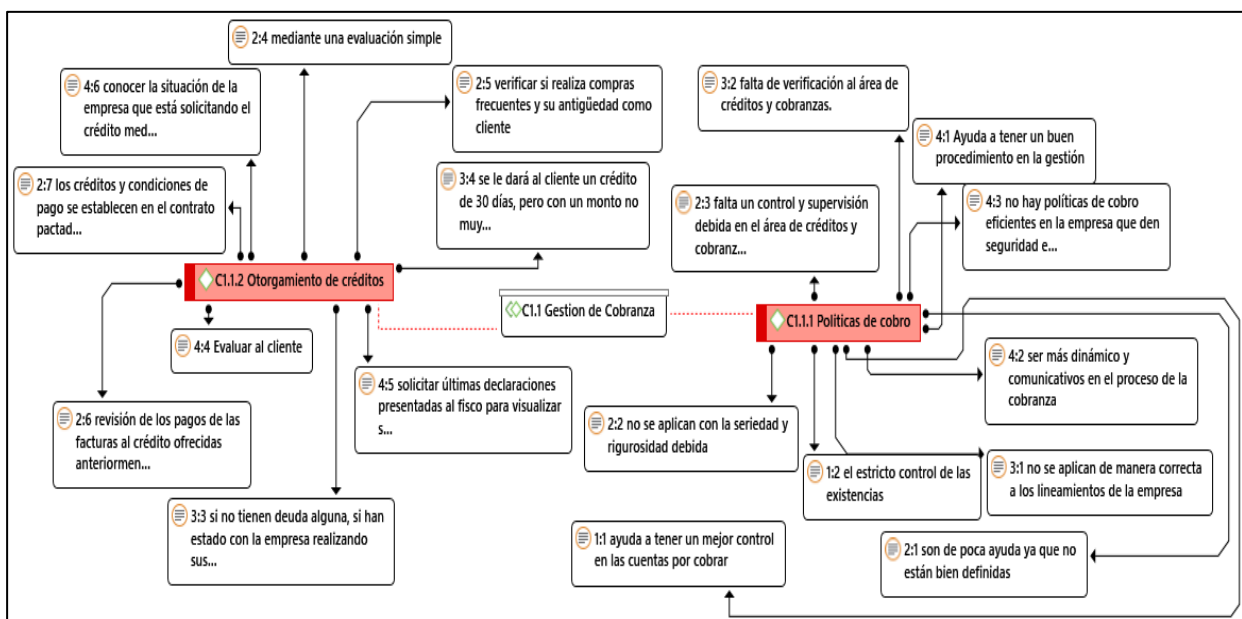 2:4 mediante una evaluación simple
4:6 conocer la situación de la
empresa que está solicitando el
crédito med...
2:5 verificar si realiza compras
frecuentes y su antigüedad como
cliente
3:2 falta de verificación al área de
créditos y cobranzas.
4:1 Ayuda a tener un buen
procedimiento en la gestión
2:7 los créditos y condiciones de
pago se establecen en el contrato
pactad...
3:4 se le dará al cliente un crédito
de 30 días, pero con un monto no
muy...
2:3 falta un control y supervisión
debida en el área de créditos y
cobranz...
4:3 no hay políticas de cobro
eficientes en la empresa que den
seguridad e...
C1.1.2 Otorgamiento de créditos
C1.1 Gestion de Cobranza
C1.1.1 Politicas de cobro
4:4 Evaluar al cliente
4:5 solicitar últimas declaraciones
presentadas al fisco para visualizar
s...
4:2 ser más dinámico y
comunicativos en el proceso de la
cobranza
2:6 revisión de los pagos de las
facturas al crédito ofrecidas
anteriormen...
2:2 no se aplican con la seriedad y
rigurosidad debida
1:2 el estricto control de las
existencias
3:1 no se aplican de manera correcta
a los lineamientos de la empresa
3:3 si no tienen deuda alguna, si han
estado con la empresa realizando
sus...
1:1 ayuda a tener un mejor control
en las cuentas por cobrar
2:1 son de poca ayuda ya que no
están bien definidas